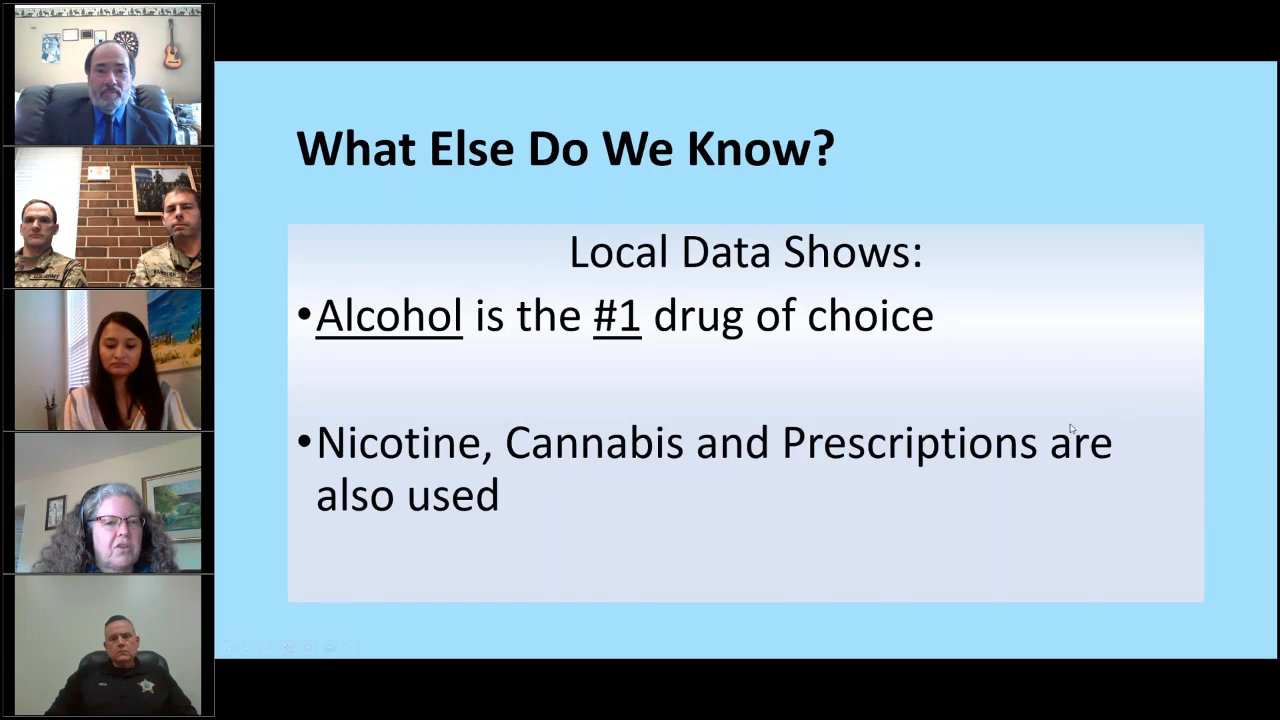 What Else Do We Know?
Local Data Shows:
•Alcohol is the #1 drug of choice
•Nicotine, Cannabis and Prescriptions are
also used
U.S. ARMY